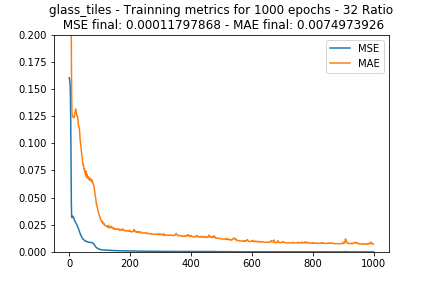 glass_tiles - Trainning metrics for 1000 epochs - 32 Ratio
MSE final: 0.00011797868 - MAE final: 0.0074973926
0.200
0.175
0.150
0.125
0.100
0.075
0.050
0.025
0.000
0 200 400 600 800 1000
MSE
MAE